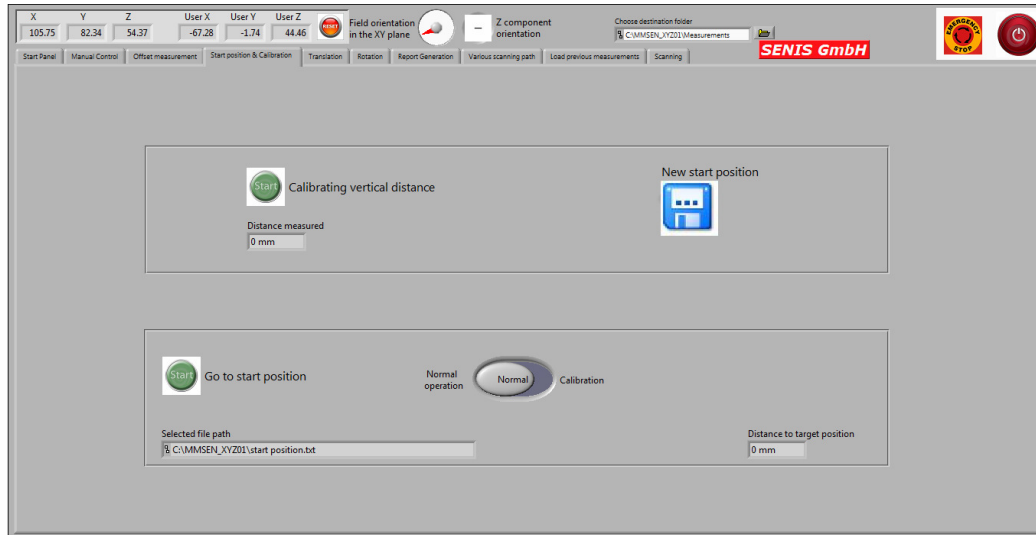 X Y Z User X User Y User Z
105.75 82.34 54.37 -67.28 -1.74 44.46
RESET
Field orientation
in the XY plane
–
Z component
orientation
Choose destination folder
C:\MMSEN_XYZ01\Measurements
SENIS GmbH
EMERGENCY
STOP
Start Panel Manual Control Offset measurement Start position & Calibration Translation Rotation Report Generation Various scanning path Load previous measurements Scanning
Start
Calibrating vertical distance
New start position
Distance measured
0 mm
Start
Go to start position
Normal
operation
Normal
Calibration
Selected file path
C:\MMSEN_XYZ01\start position.txt
Distance to target position
0 mm